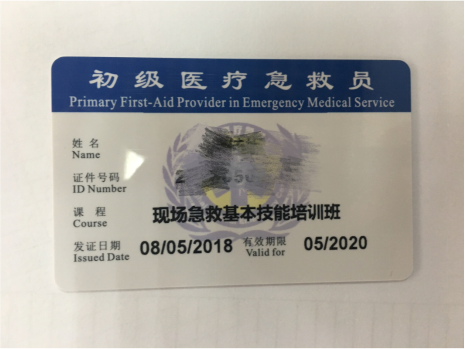 初级医疗急救员
Primary First-Aid Provider in Emergency Medical Service
姓名
Name
证件号码
ID Number
课程 现场急救基本技能培训班
Course
发证日期 08/05/2018 有效期限 05/2020
Issued Date Valid for